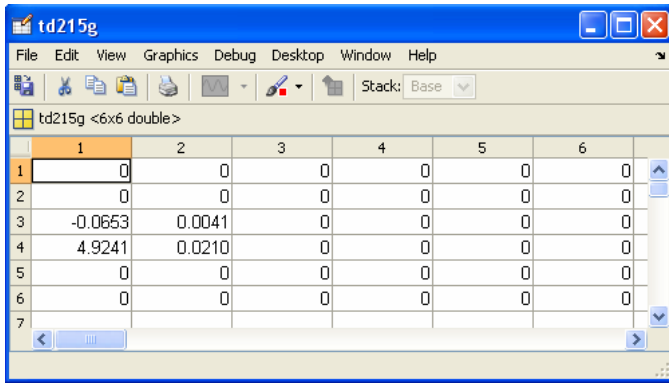 td215g
File Edit View Graphics Debug Desktop Window Help
Stack: Base
td215g <6x6 double>
1 2 3 4 5 6
1 0 0 0 0 0 0
2 0 0 0 0 0 0
3 -0.0653 0.0041 0 0 0 0
4 4.9241 0.0210 0 0 0 0
5 0 0 0 0 0 0
6 0 0 0 0 0 0
7